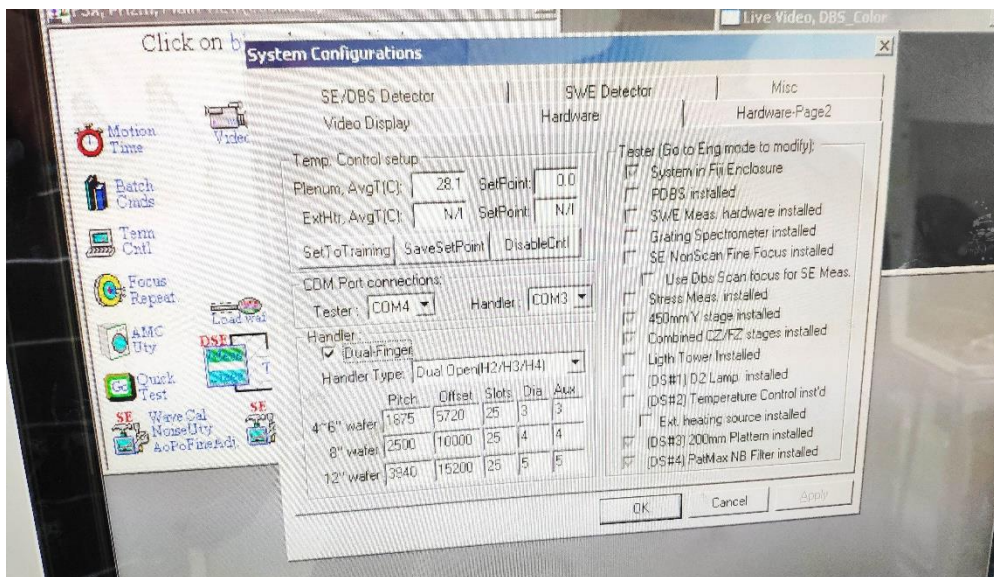 Live Video, DBS_Color
Click on
System Configurations
SE/DBS Detector
SWE Detector
Misc
Video Display
Hardware
Hardware-Page2
Motion
Time
Batch
Cmds
Term
Cntl
Focus
Repeat
AMC
Uty
DSE
Go
Quick
Test
SE
Wave Cal
NoiseUty
AoPoFineAdj
SE
Temp. Control setup
Plenum, AvgT(C): 28.1 SetPoint: 0.0
ExtHtr, AvgT(C): N/I SetPoint: N/I
SetToTraining SaveSetPoint DisableCntl
COM Port connections:
Tester : COM4 Handler : COM3
Handler
Dual-Finger
Handler Type: Dual Open(H2/H3/H4)
Pitch Offset Slots Dia Aux
4~6" wafer 1875 5720 25 3 3
8" wafer 2500 10000 25 4 4
12" wafer 3940 15200 25 5 5
Tester (Go to Eng mode to modify):
System in Fiji Enclosure
PDBS installed
SWE Meas. hardware installed
Grating Spectrometer installed
SE NonScan Fine Focus installed
Use Dbs Scan focus for SE Meas.
Stress Meas. installed
450mm Y stage installed
Combined CZ/FZ stages installed
Ligth Tower Installed
(DS#1) D2 Lamp installed
(DS#2) Temperature Control inst'd
Ext. heating source installed
(DS#3) 200mm Plattern installed
(DS#4) PatMax NB Filter installed
OK
Cancel
Apply